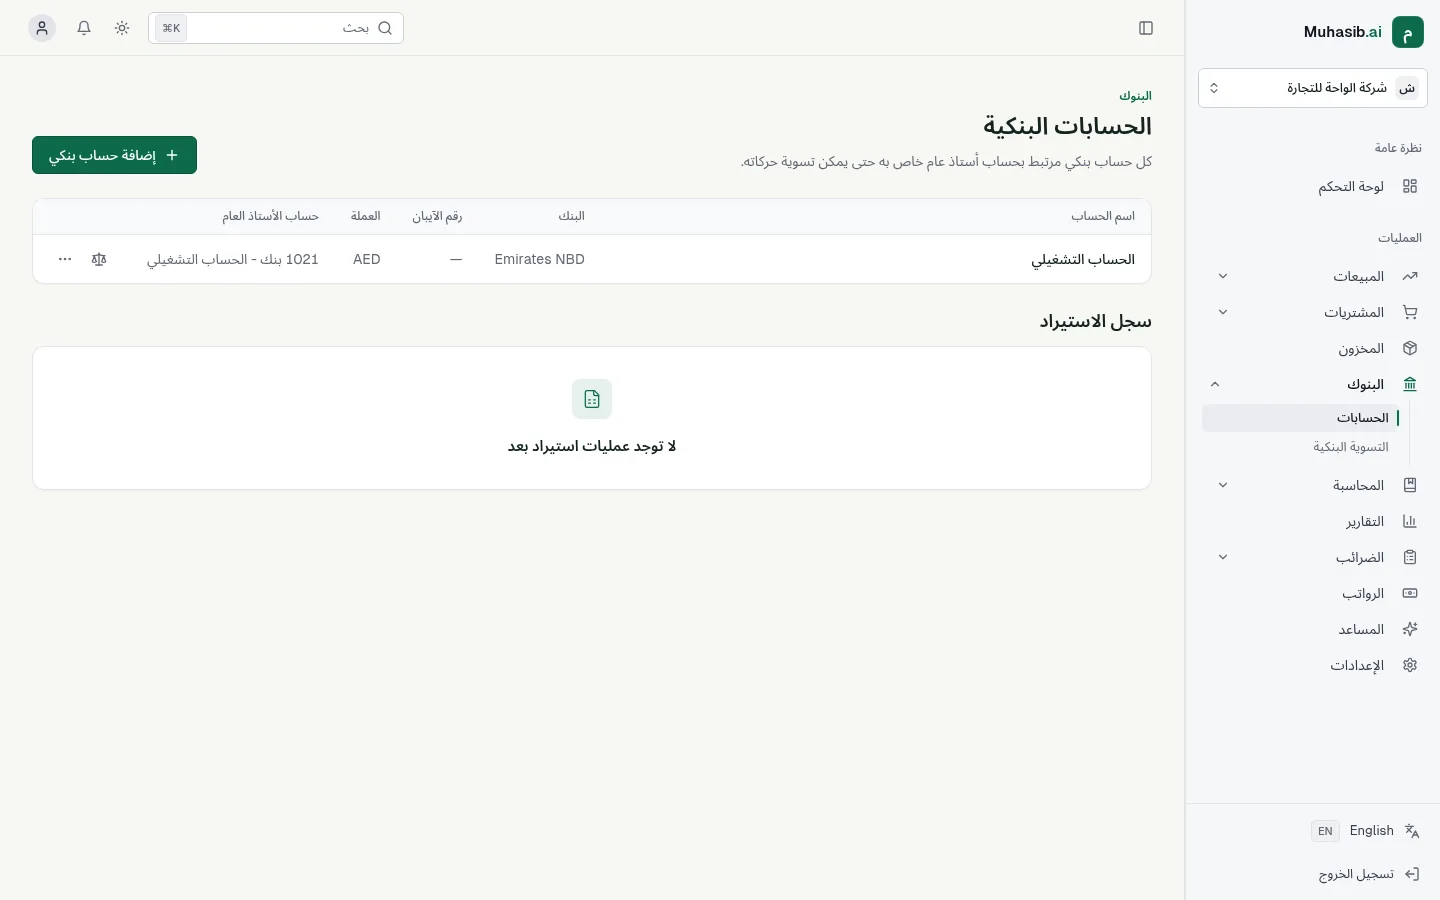 م
Muhasib.ai
ش شركة الواحة للتجارة
نظرة عامة
لوحة التحكم
العمليات
المبيعات
المشتريات
المخزون
البنوك
الحسابات
التسوية البنكية
المحاسبة
التقارير
الضرائب
الرواتب
المساعد
الإعدادات
English EN
تسجيل الخروج
بحث ⌘K
البنوك
الحسابات البنكية
كل حساب بنكي مرتبط بحساب أستاذ عام خاص به حتى يمكن تسوية حركاته.
إضافة حساب بنكي
اسم الحساب البنك رقم الآيبان العملة حساب الأستاذ العام
الحساب التشغيلي Emirates NBD — AED 1021 بنك - الحساب التشغيلي
سجل الاستيراد
لا توجد عمليات استيراد بعد